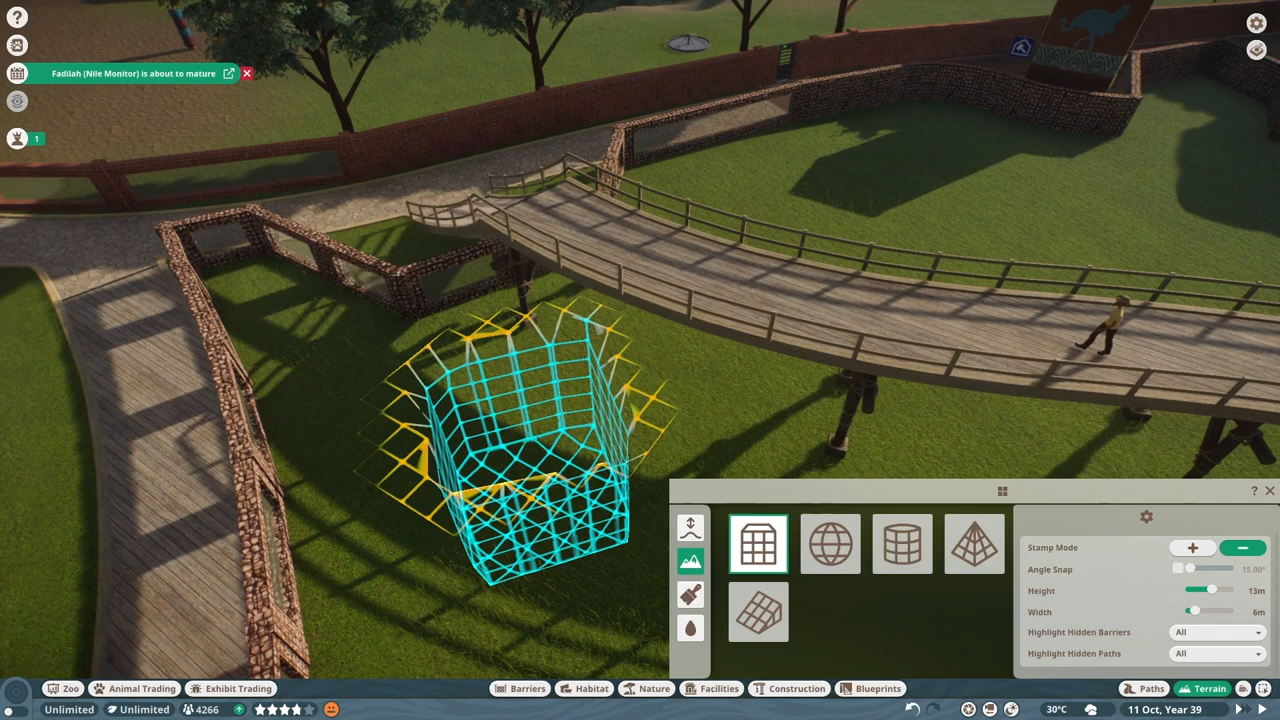 ?
Fadilah (Nile Monitor) is about to mature
1
?
Stamp Mode
Angle Snap 15.00°
Height 13m
Width 6m
Highlight Hidden Barriers All
Highlight Hidden Paths All
Zoo Animal Trading Exhibit Trading Barriers Habitat Nature Facilities Construction Blueprints Paths Terrain
Unlimited Unlimited 4266 30°C 11 Oct, Year 39